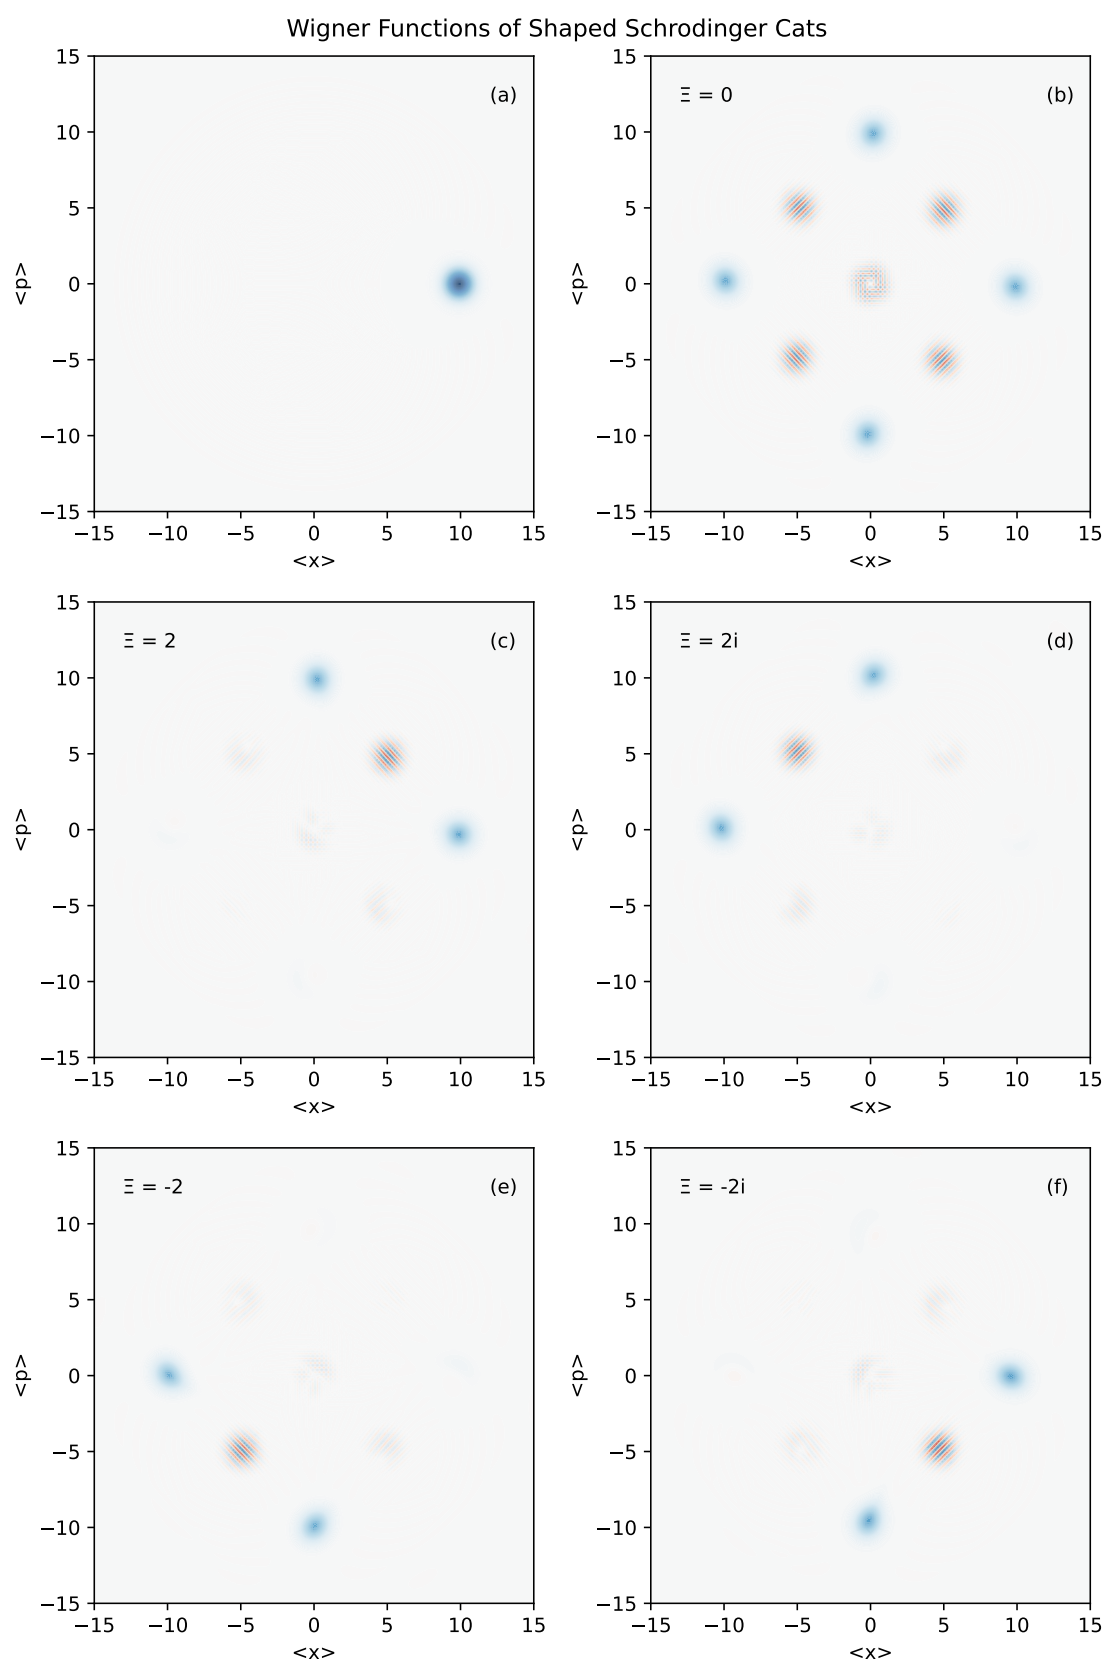 Wigner Functions of Shaped Schrodinger Cats
(a)
15
10
5
0
−5
−10
−15
−15 −10 −5 0 5 10 15
<x>
<p>
Ξ = 0 (b)
15
10
5
0
−5
−10
−15
−15 −10 −5 0 5 10 15
<x>
<p>
Ξ = 2 (c)
15
10
5
0
−5
−10
−15
−15 −10 −5 0 5 10 15
<x>
<p>
Ξ = 2i (d)
15
10
5
0
−5
−10
−15
−15 −10 −5 0 5 10 15
<x>
<p>
Ξ = -2 (e)
15
10
5
0
−5
−10
−15
−15 −10 −5 0 5 10 15
<x>
<p>
Ξ = -2i (f)
15
10
5
0
−5
−10
−15
−15 −10 −5 0 5 10 15
<x>
<p>